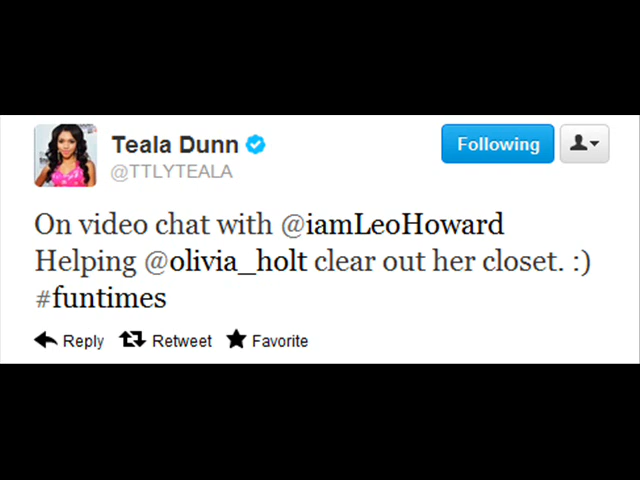 Teala Dunn
Following
@TTLYTEALA
On video chat with @iamLeoHoward
Helping @olivia_holt clear out her closet. :)
#funtimes
Reply Retweet Favorite